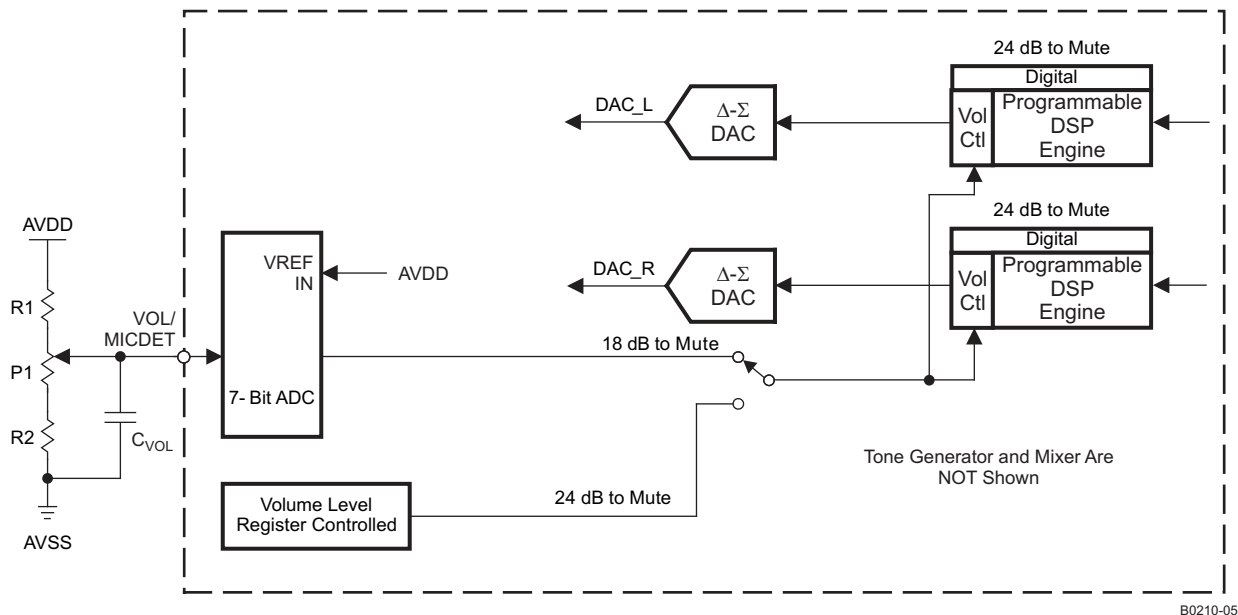 24 dB to Mute
Digital
Vol
Ctl
Programmable
DSP
Engine
DAC_L
Δ-Σ
DAC
24 dB to Mute
Digital
Vol
Ctl
Programmable
DSP
Engine
DAC_R
Δ-Σ
DAC
AVDD
VREF
IN
AVDD
R1
VOL/
MICDET
P1
7- Bit ADC
18 dB to Mute
R2
CVOL
Tone Generator and Mixer Are
NOT Shown
Volume Level
Register Controlled
24 dB to Mute
AVSS
B0210-05